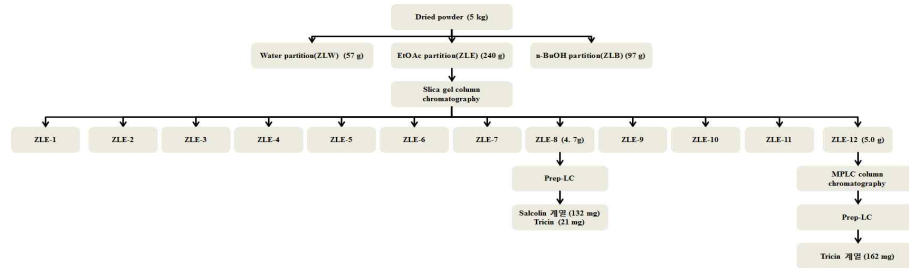 Dried powder (5 kg)
Water partition(ZLW) (57 g)
EtOAc partition(ZLE) (240 g)
n-BnOH partition(ZLB) (97 g)
Slica gel column
chromatography
ZLE-1
ZLE-2
ZLE-3
ZLE-4
ZLE-5
ZLE-6
ZLE-7
ZLE-8 (4. 7g)
ZLE-9
ZLE-10
ZLE-11
ZLE-12 (5.0 g)
Prep-LC
MPLC column
chromatography
Salcolin 계열 (132 mg)
Tricin (21 mg)
Prep-LC
Tricin 계열 (162 mg)